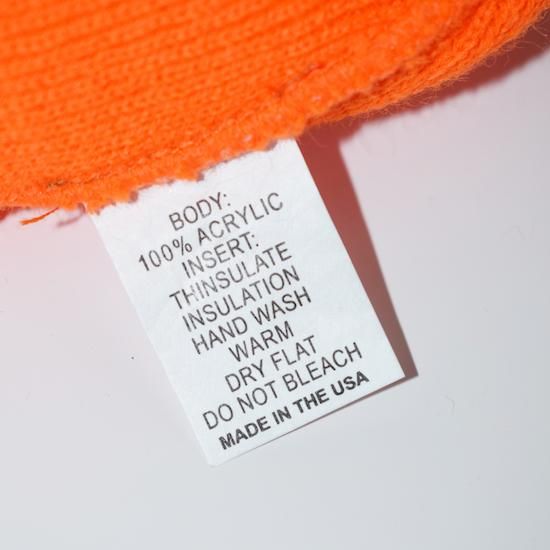 BODY:
100% ACRYLIC
INSERT:
THINSULATE
INSULATION
HAND WASH
WARM
DRY FLAT
DO NOT BLEACH
MADE IN THE USA